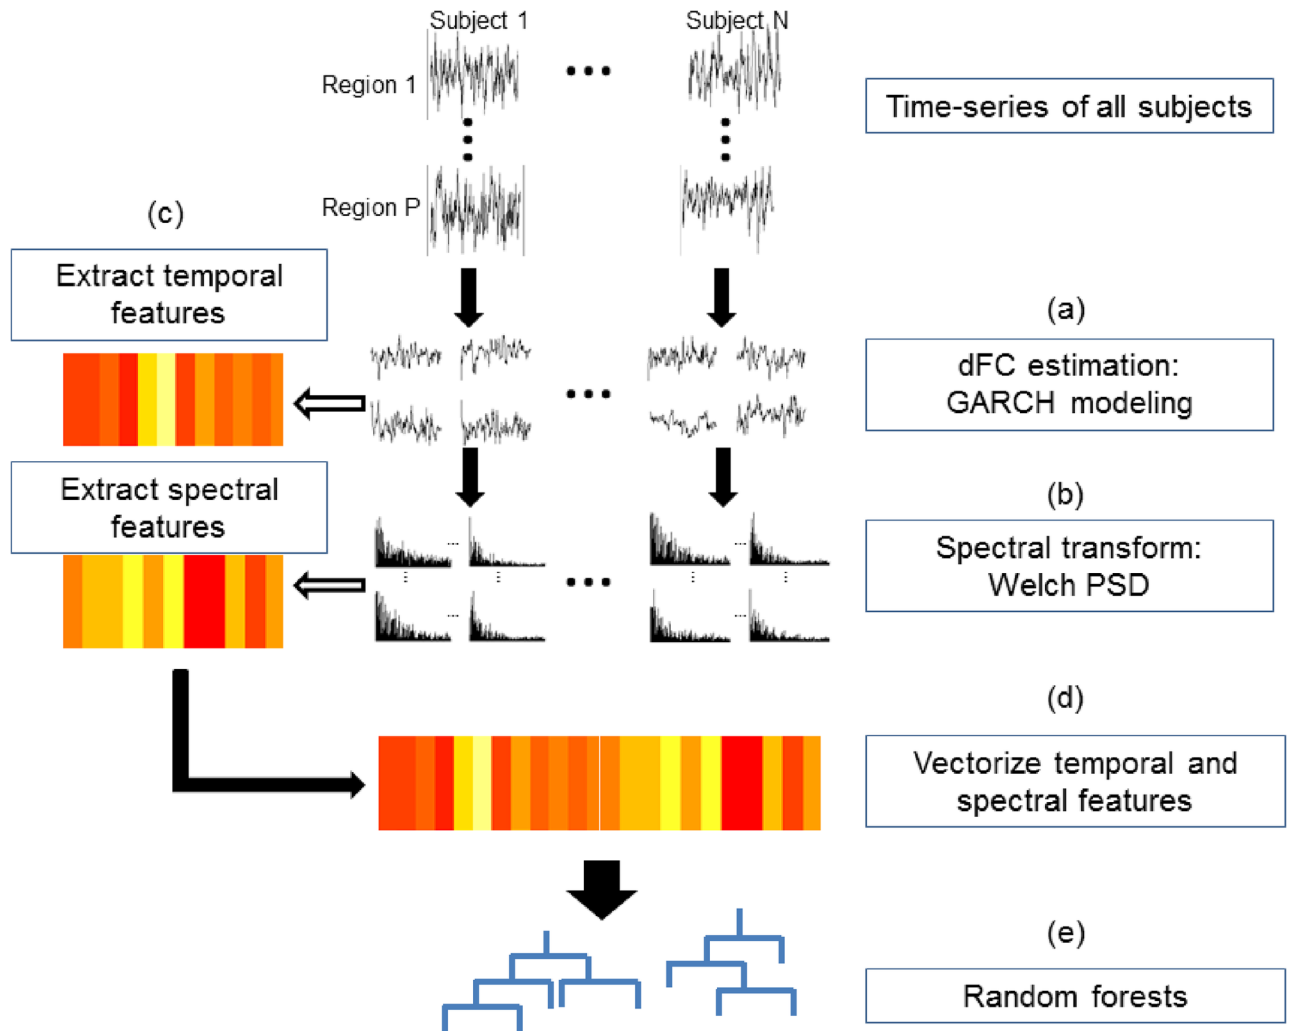 Subject 1
Subject N
Region 1
Time-series of all subjects
Region P
(c)
Extract temporal
features
(a)
dFC estimation:
GARCH modeling
Extract spectral
features
(b)
Spectral transform:
Welch PSD
(d)
Vectorize temporal and
spectral features
(e)
Random forests